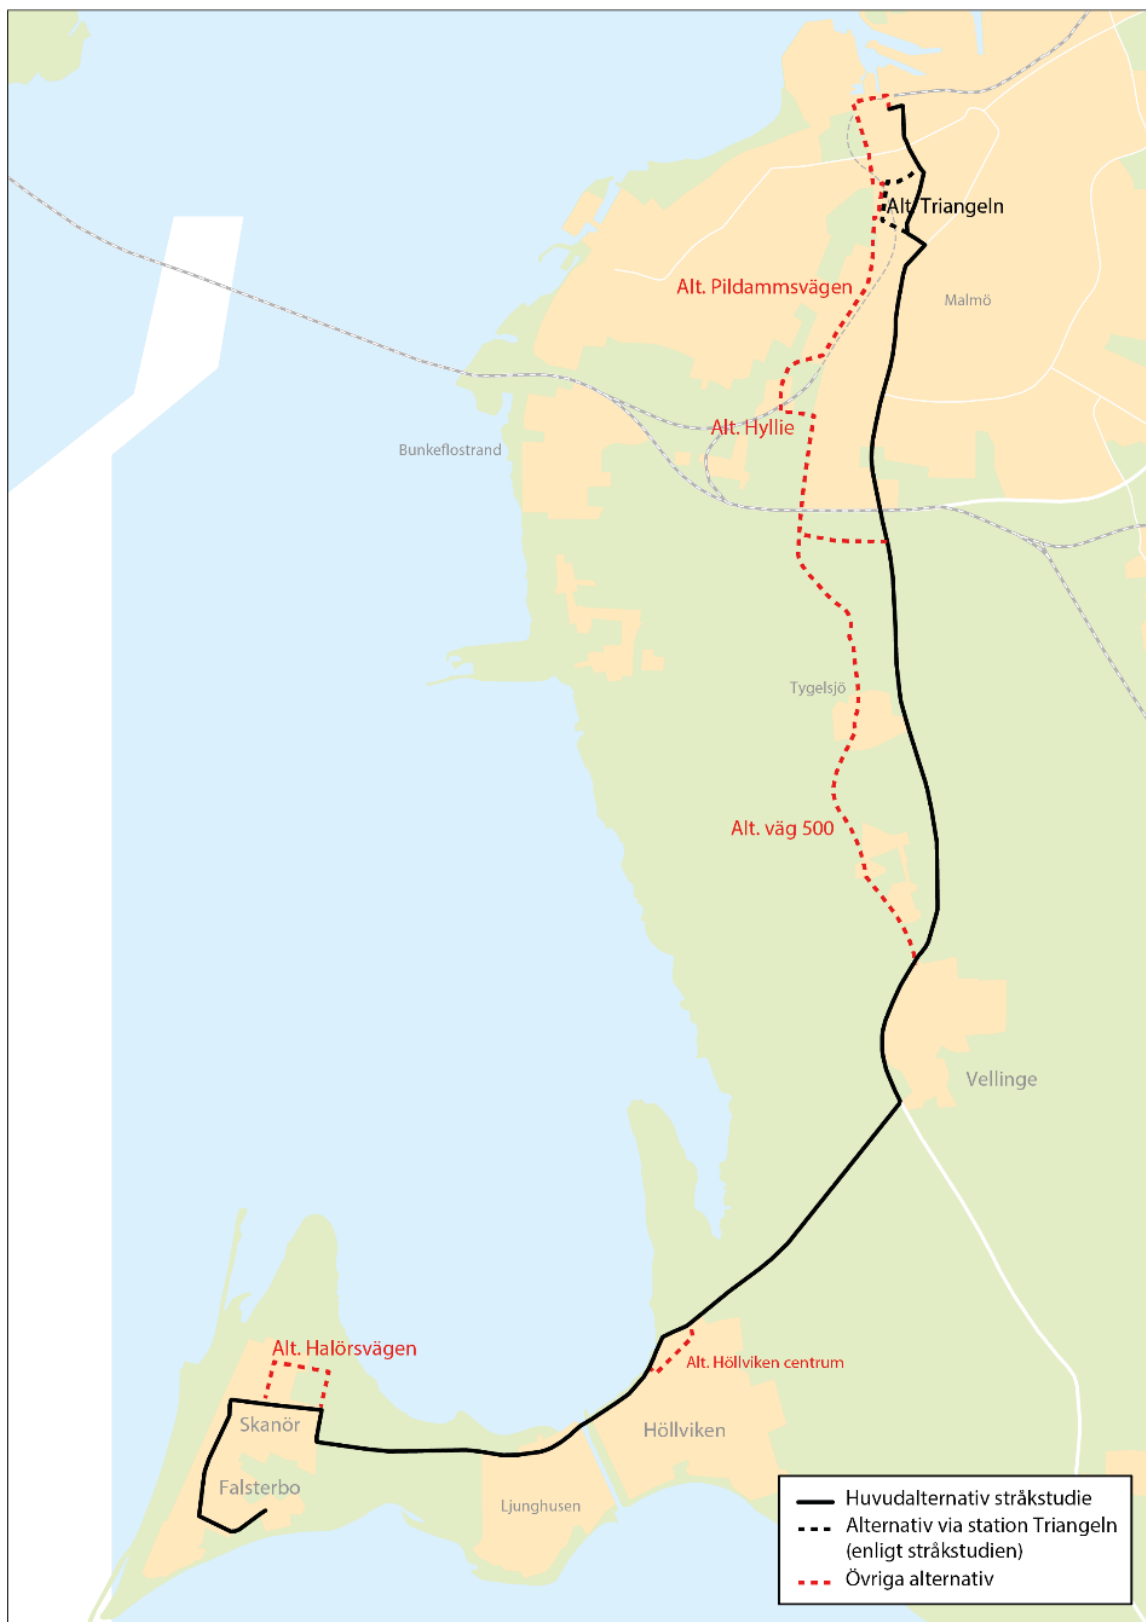 Alt. Triangeln
Alt. Pildammsvägen
Malmö
Alt. Hyllie
Bunkeflostrand
Tygelsjö
Alt. väg 500
Vellinge
Alt. Halörsvägen
Alt. Höllviken centrum
Skanör
Höllviken
Falsterbo
Ljunghusen
Huvudalternativ stråkstudie
Alternativ via station Triangeln
(enligt stråkstudien)
Övriga alternativ